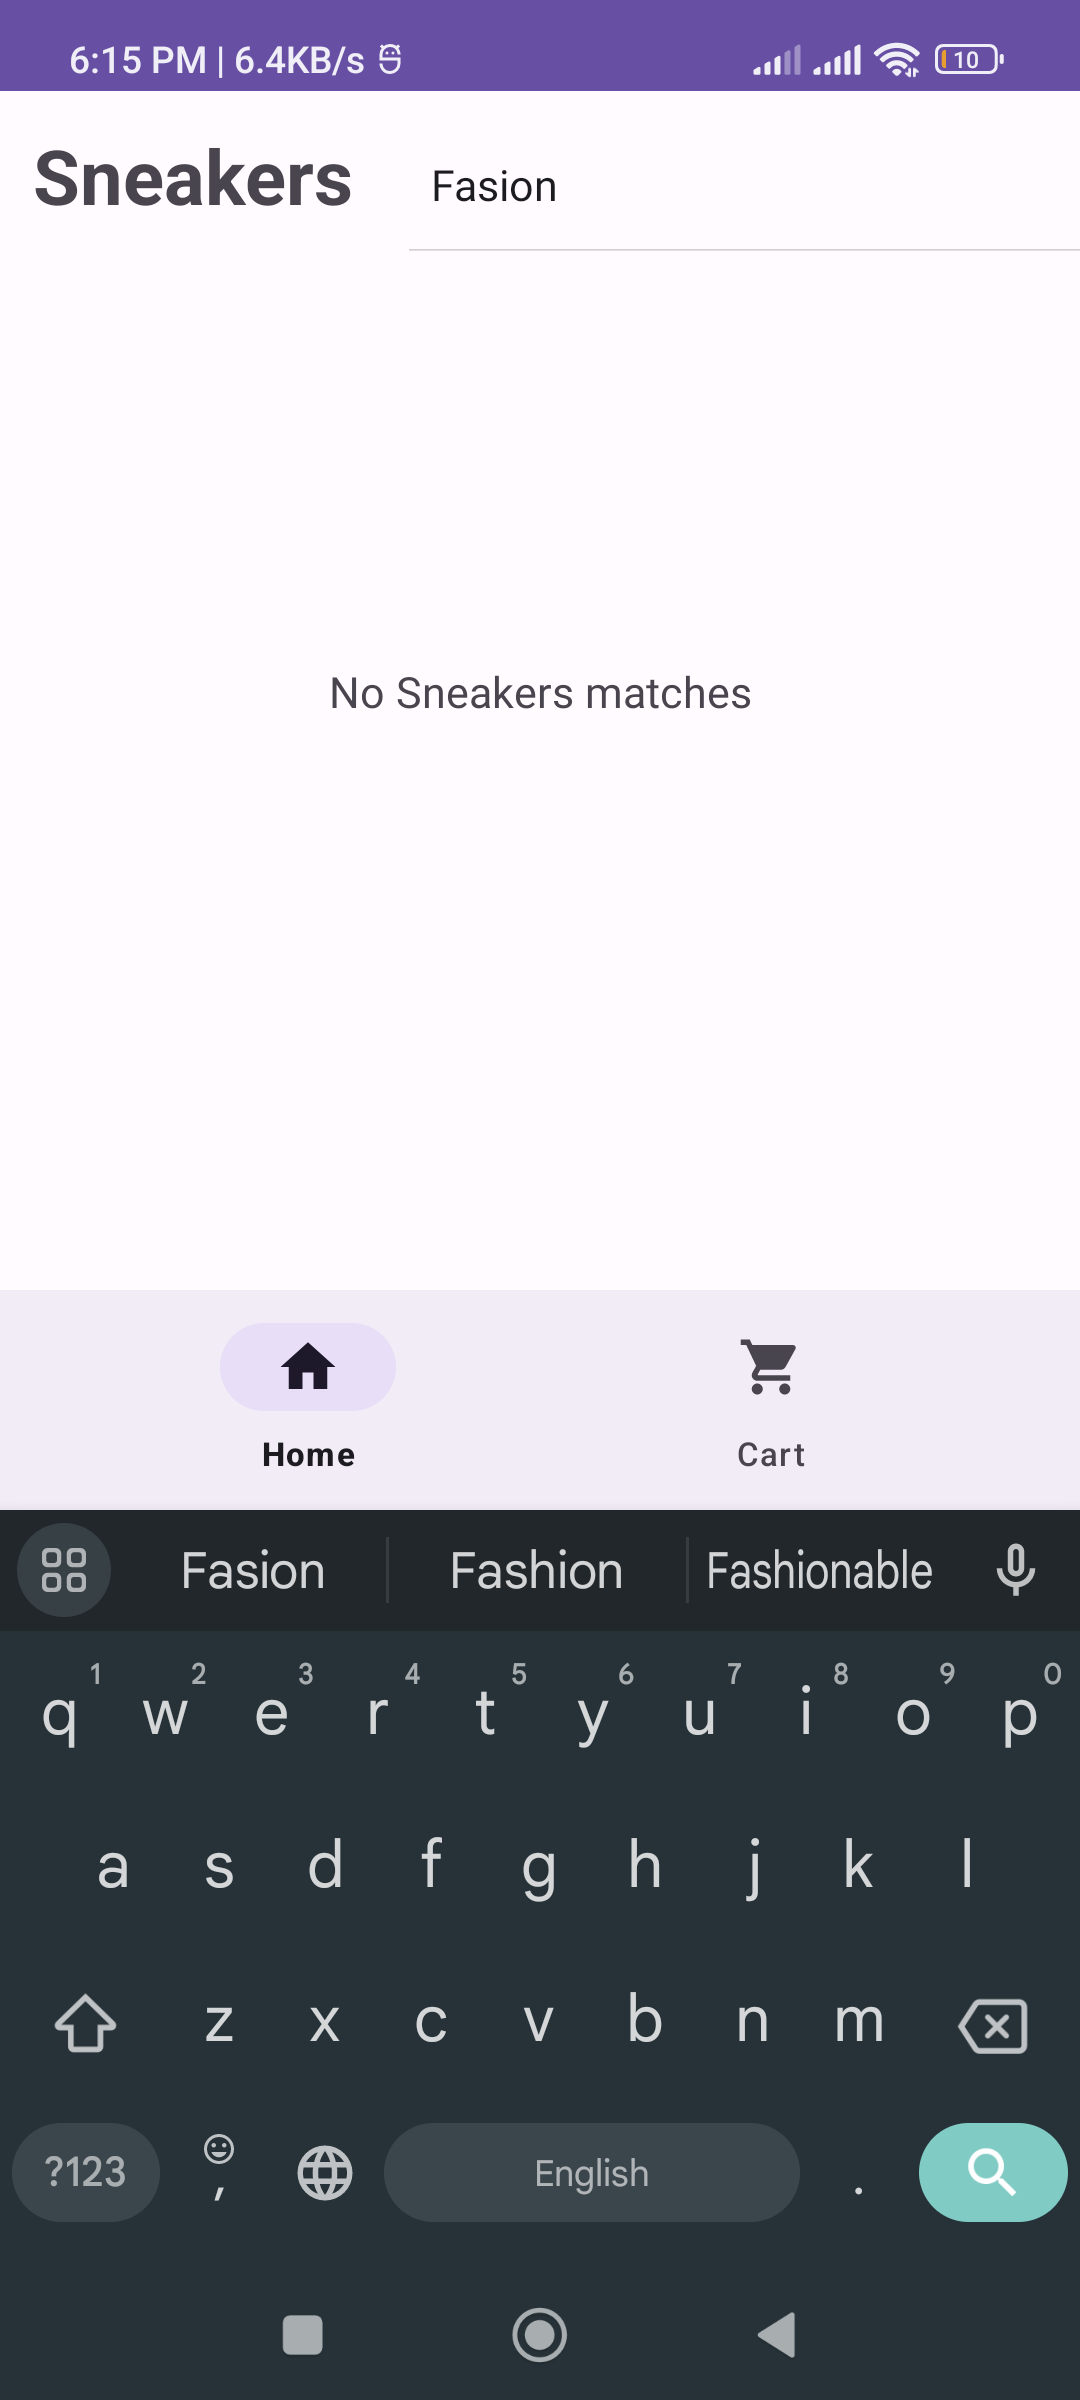 6:15 PM | 6.4KB/s 10
Sneakers Fasion
No Sneakers matches
Home Cart
Fasion Fashion Fashionable
1 2 3 4 5 6 7 8 9 0
q w e r t y u i o p
a s d f g h j k l
z x c v b n m
?123 , English .